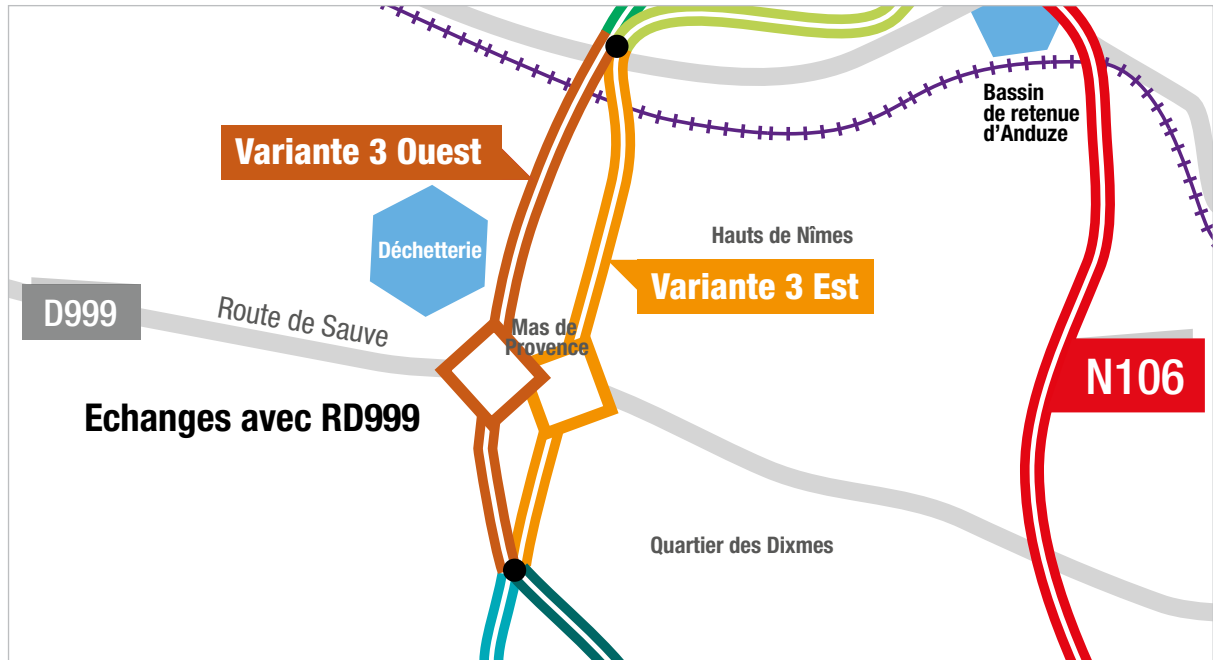 Bassin
de retenue
d'Anduze
Variante 3 Ouest
Déchetterie
Hauts de Nîmes
Variante 3 Est
D999
Route de Sauve
Mas de
Provence
N106
Echanges avec RD999
Quartier des Dixmes